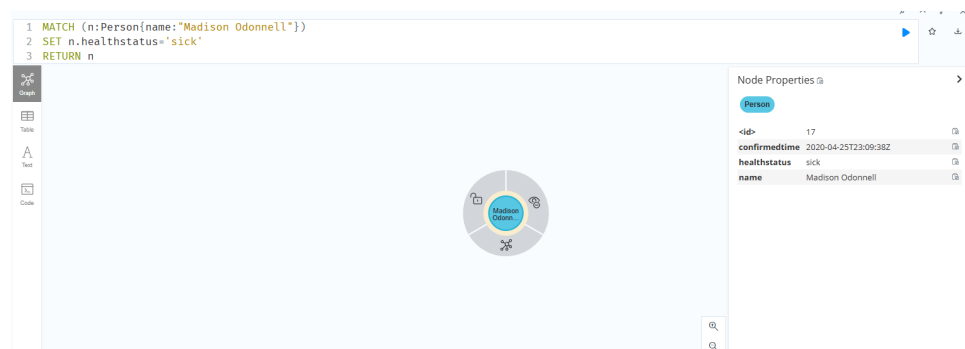 1 MATCH (n:Person{name:"Madison Odonnell"})
2 SET n.healthstatus='sick'
3 RETURN n
Graph
Table
Text
Code
Madison
Odonn...
Node Properties
Person
<id> 17
confirmedtime 2020-04-25T23:09:38Z
healthstatus sick
name Madison Odonnell